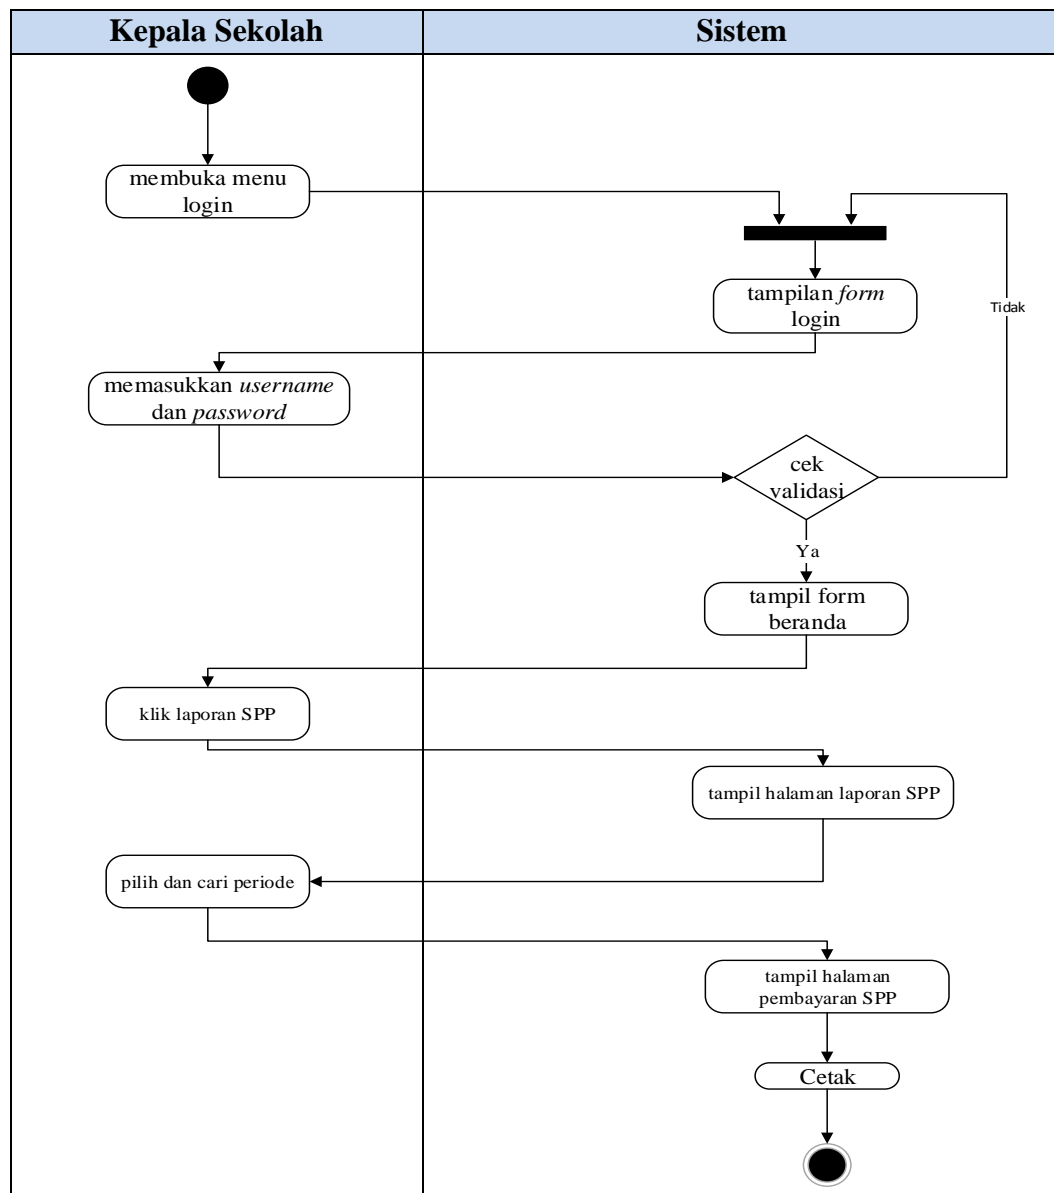 Kepala Sekolah
Sistem
membuka menu
login
tampilan form
login
Tidak
memasukkan username
dan password
cek
validasi
Ya
tampil form
beranda
klik laporan SPP
tampil halaman laporan SPP
pilih dan cari periode
tampil halaman
pembayaran SPP
Cetak